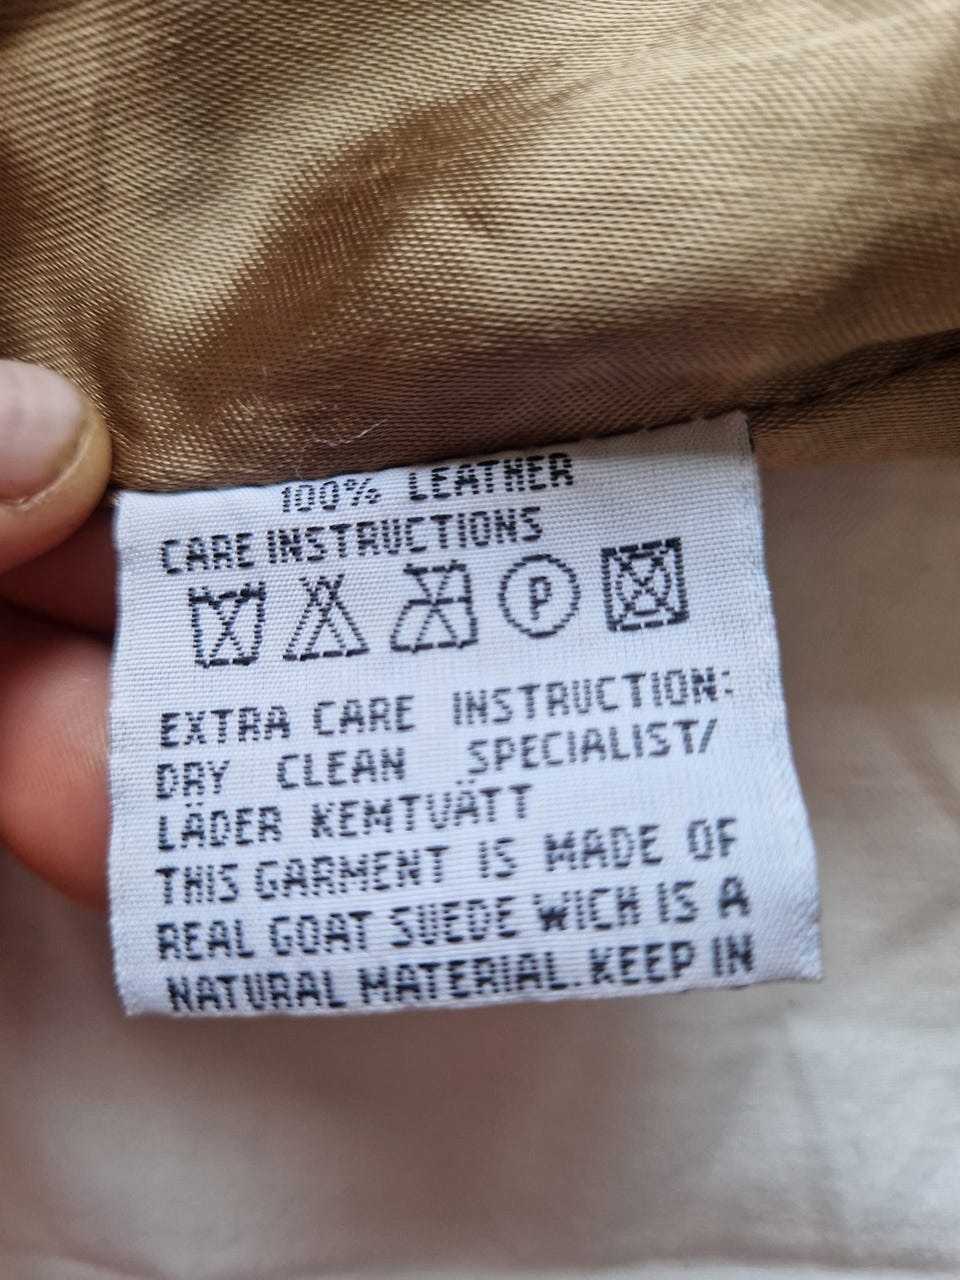 100% LEATHER
CARE INSTRUCTIONS
P
EXTRA CARE INSTRUCTION:
DRY CLEAN SPECIALIST/
LÄDER KEMTVÄTT
THIS GARMENT IS MADE OF
REAL GOAT SUEDE WICH IS A
NATURAL MATERIAL. KEEP IN